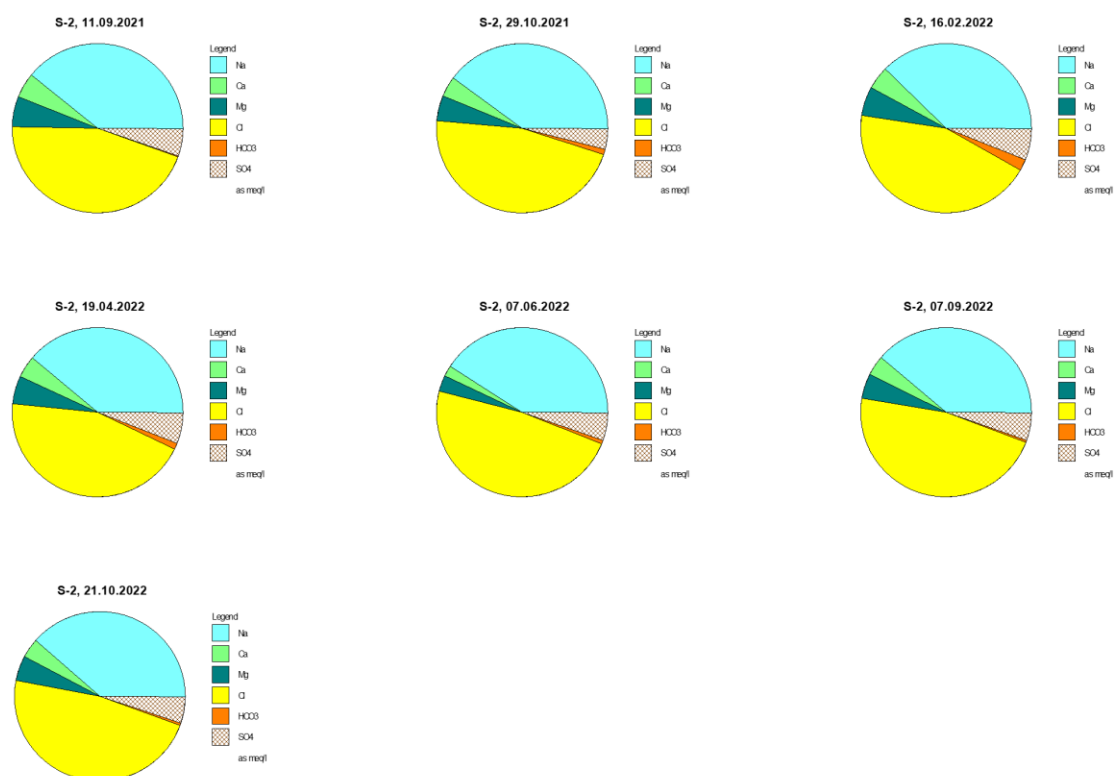 S-2, 11.09.2021
Legend
Na
Ca
Mg
Cl
HCO3
SO4
as meq/l
S-2, 29.10.2021
Legend
Na
Ca
Mg
Cl
HCO3
SO4
as meq/l
S-2, 16.02.2022
Legend
Na
Ca
Mg
Cl
HCO3
SO4
as meq/l
S-2, 19.04.2022
Legend
Na
Ca
Mg
Cl
HCO3
SO4
as meq/l
S-2, 07.06.2022
Legend
Na
Ca
Mg
Cl
HCO3
SO4
as meq/l
S-2, 07.09.2022
Legend
Na
Ca
Mg
Cl
HCO3
SO4
as meq/l
S-2, 21.10.2022
Legend
Na
Ca
Mg
Cl
HCO3
SO4
as meq/l